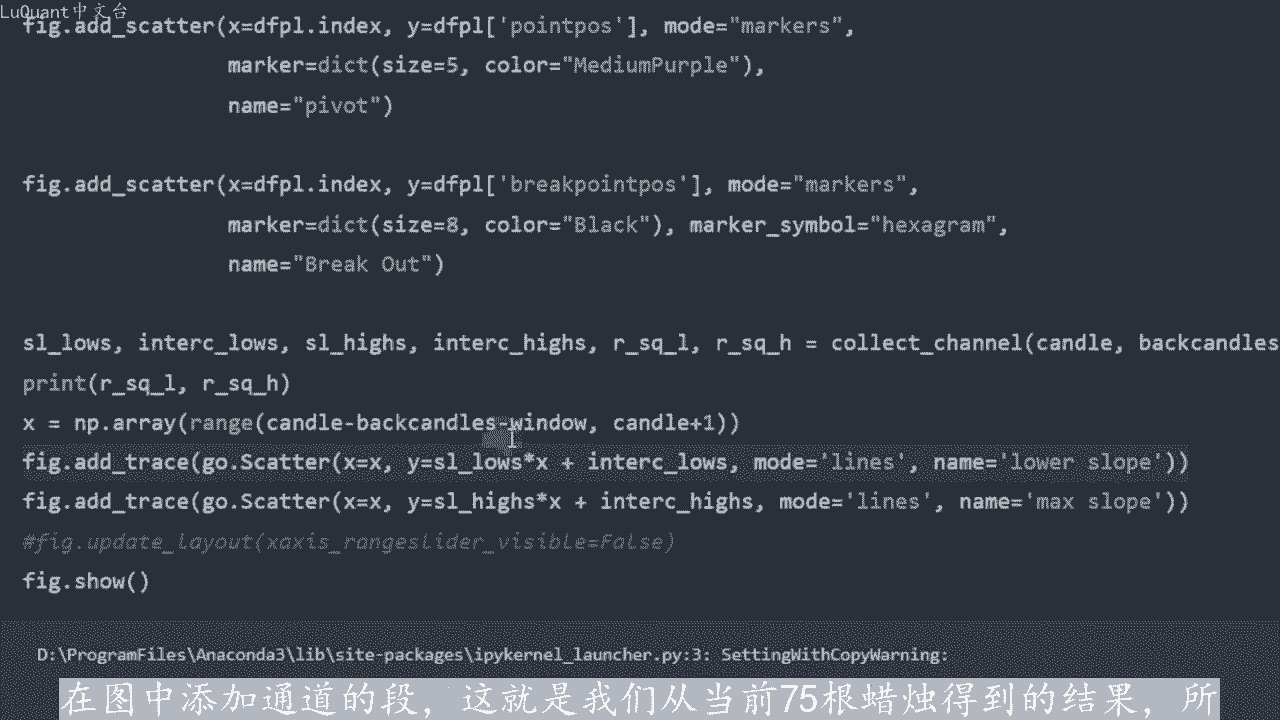 LuQuant中文台
fig.add_scatter(x=dfpl.index, y=dfpl['pointpos'], mode="markers",
marker=dict(size=5, color="MediumPurple"),
name="pivot")
fig.add_scatter(x=dfpl.index, y=dfpl['breakpointpos'], mode="markers",
marker=dict(size=8, color="Black"), marker_symbol="hexagram",
name="Break Out")
sl_lows, interc_lows, sl_highs, interc_highs, r_sq_l, r_sq_h = collect_channel(candle, backcandles
print(r_sq_l, r_sq_h)
x = np.array(range(candle-backcandles-window, candle+1))
fig.add_trace(go.Scatter(x=x, y=sl_lows*x + interc_lows, mode='lines', name='lower slope'))
fig.add_trace(go.Scatter(x=x, y=sl_highs*x + interc_highs, mode='lines', name='max slope'))
#fig.update_layout(xaxis_rangeslider_visible=False)
fig.show()
D:\ProgramFiles\Anaconda3\lib\site-packages\ipykernel_launcher.py:3: SettingWithCopyWarning:
在图中添加通道的段，这就是我们从当前75根蜡烛得到的结果，所